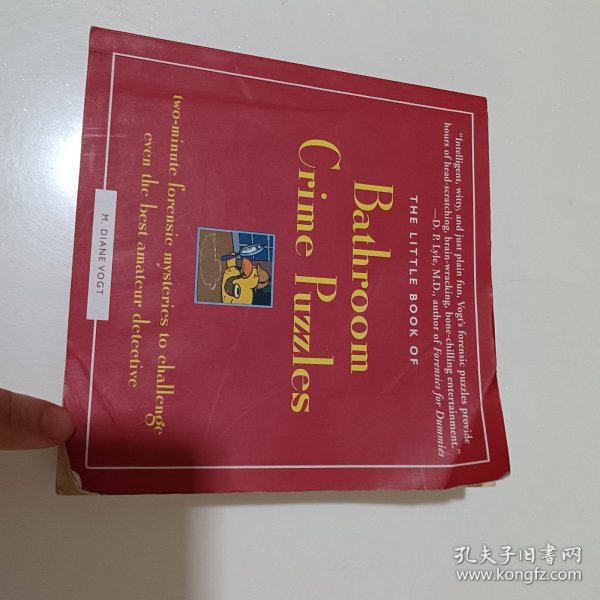 "Intelligent, witty, and just plain fun, Vogt's forensic puzzles provide
hours of head-scratching, brain-wracking, bone-chilling entertainment."
—D. P. Lyle, M.D., author of Forensics for Dummies
THE LITTLE BOOK OF
Bathroom
Crime Puzzles
two-minute forensic mysteries to challenge
even the best amateur detective
M. DIANE VOGT
孔夫子旧书网
www.kongfz.com